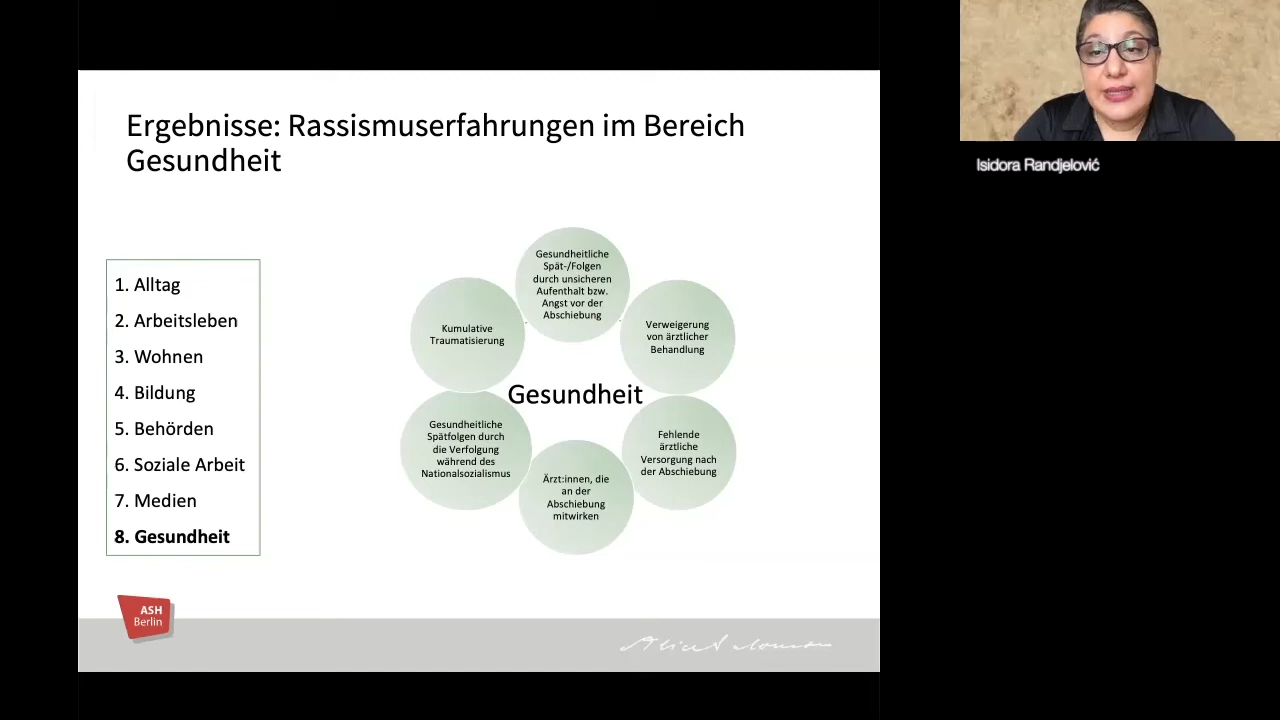 Ergebnisse: Rassismuserfahrungen im Bereich
Gesundheit
1. Alltag
2. Arbeitsleben
3. Wohnen
4. Bildung
5. Behörden
6. Soziale Arbeit
7. Medien
8. Gesundheit
Gesundheitliche
Spät-/Folgen
durch unsicheren
Aufenthalt bzw.
Angst vor der
Abschiebung
Verweigerung
von ärztlicher
Behandlung
Fehlende
ärztliche
Versorgung nach
der Abschiebung
Ärzt:innen, die
an der
Abschiebung
mitwirken
Gesundheitliche
Spätfolgen durch
die Verfolgung
während des
Nationalsozialismus
Kumulative
Traumatisierung
Gesundheit
ASH
Berlin
Alice Salomon
Isidora Randjelović